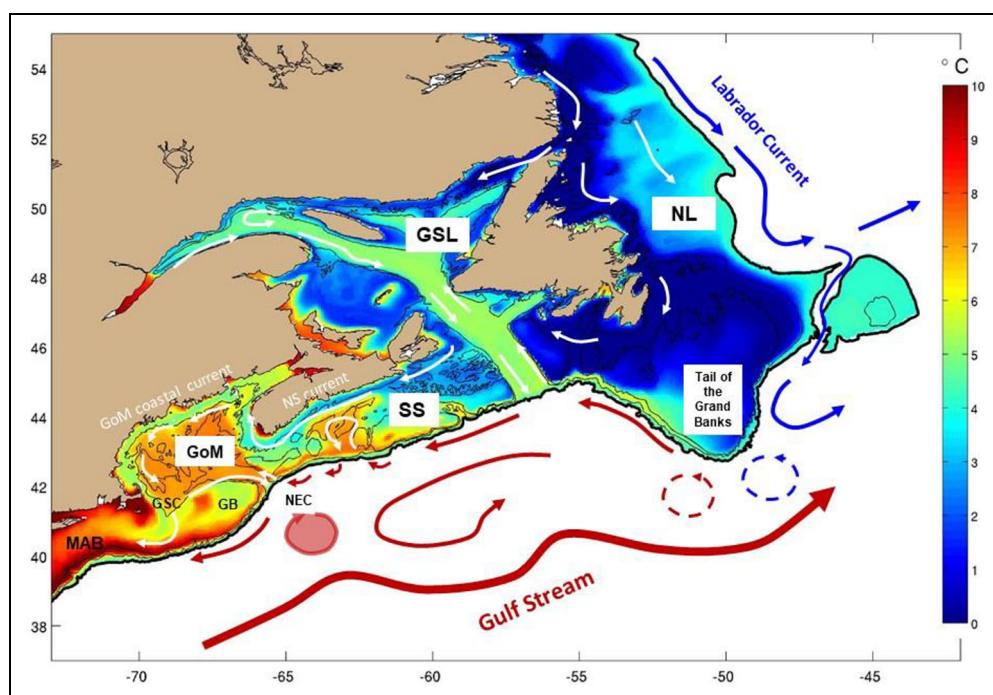 54
52
50
48
46
44
42
40
38
-70
-65
-60
-55
-50
-45
° C
10
9
8
7
6
5
4
3
2
1
0
Labrador Current
NL
GSL
Tail of
the
Grand
Banks
GoM coastal current
NS current
SS
GoM
GSC
GB
NEC
MAB
Gulf Stream